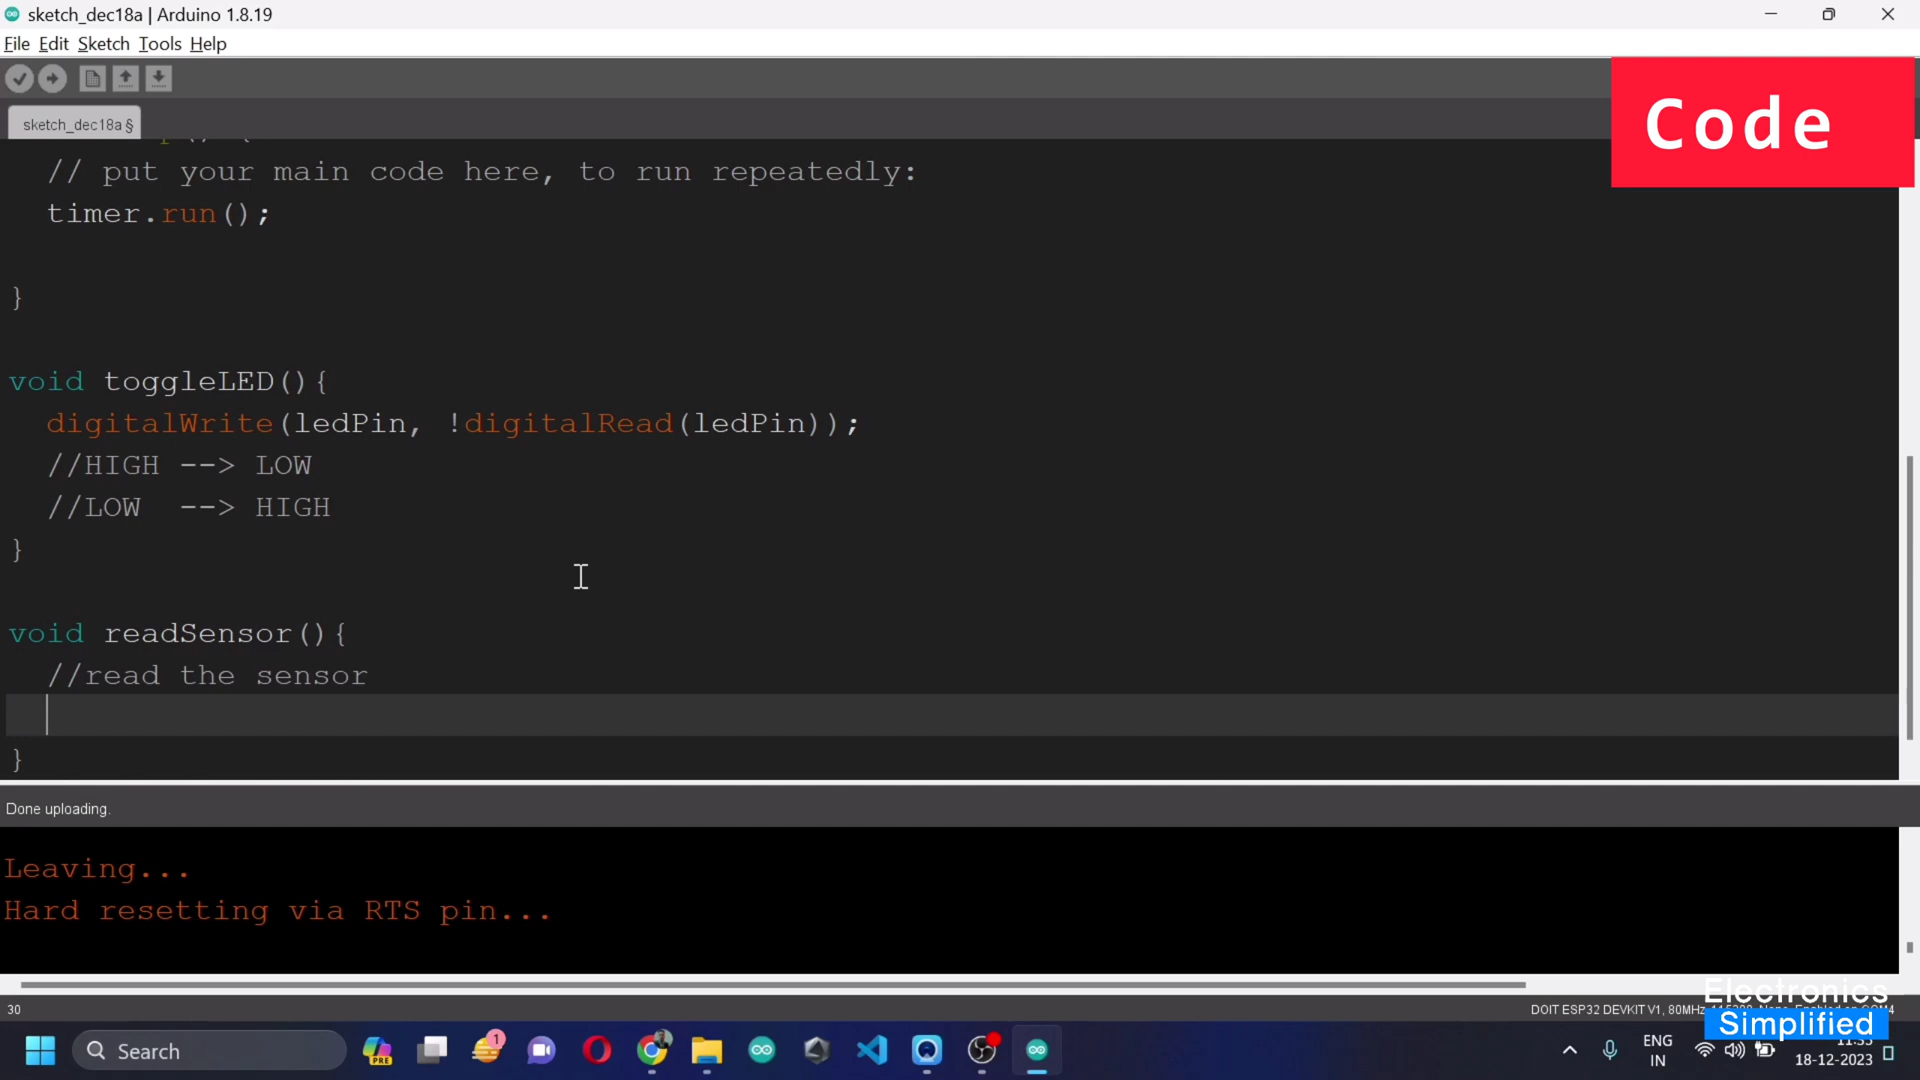 sketch_dec18a | Arduino 1.8.19
File Edit Sketch Tools Help
Code
sketch_dec18a §
// put your main code here, to run repeatedly:
timer.run();
}
void toggleLED(){
digitalWrite(ledPin, !digitalRead(ledPin));
//HIGH --> LOW
//LOW --> HIGH
}
void readSensor(){
//read the sensor
}
Done uploading.
Leaving...
Hard resetting via RTS pin...
Electronics
30
DOIT ESP32 DEVKIT V1, 80MHz
Simplified
Search
PRE
1
ENG
IN
18-12-2023